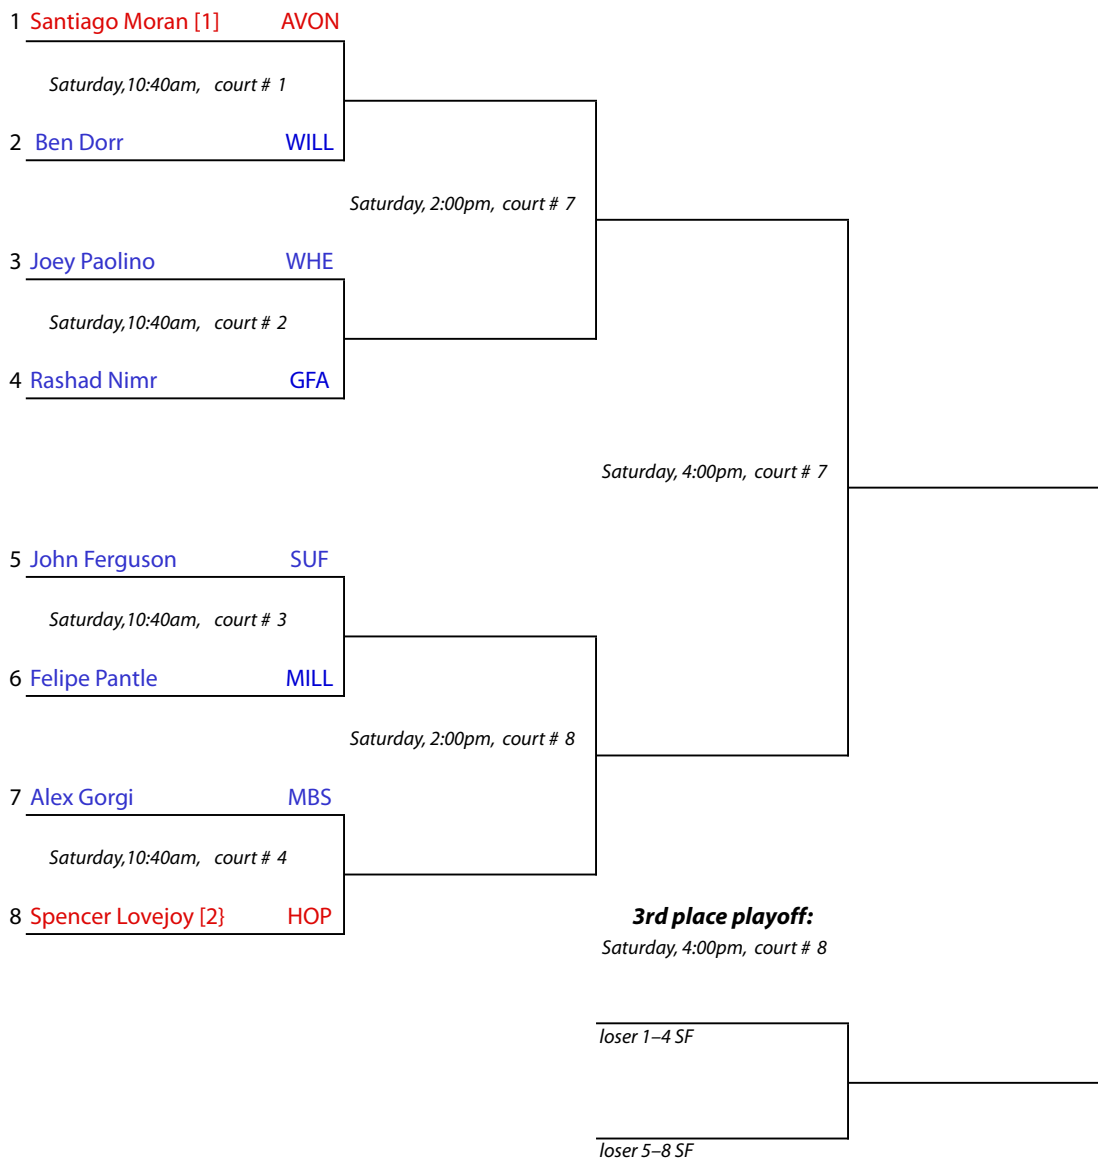 1 Santiago Moran [1] AVON
Saturday,10:40am, court # 1
2 Ben Dorr WILL
Saturday, 2:00pm, court # 7
3 Joey Paolino WHE
Saturday,10:40am, court # 2
4 Rashad Nimr GFA
Saturday, 4:00pm, court # 7
5 John Ferguson SUF
Saturday,10:40am, court # 3
6 Felipe Pantle MILL
Saturday, 2:00pm, court # 8
7 Alex Gorgi MBS
Saturday,10:40am, court # 4
8 Spencer Lovejoy [2} HOP
3rd place playoff:
Saturday, 4:00pm, court # 8
loser 1–4 SF
loser 5–8 SF